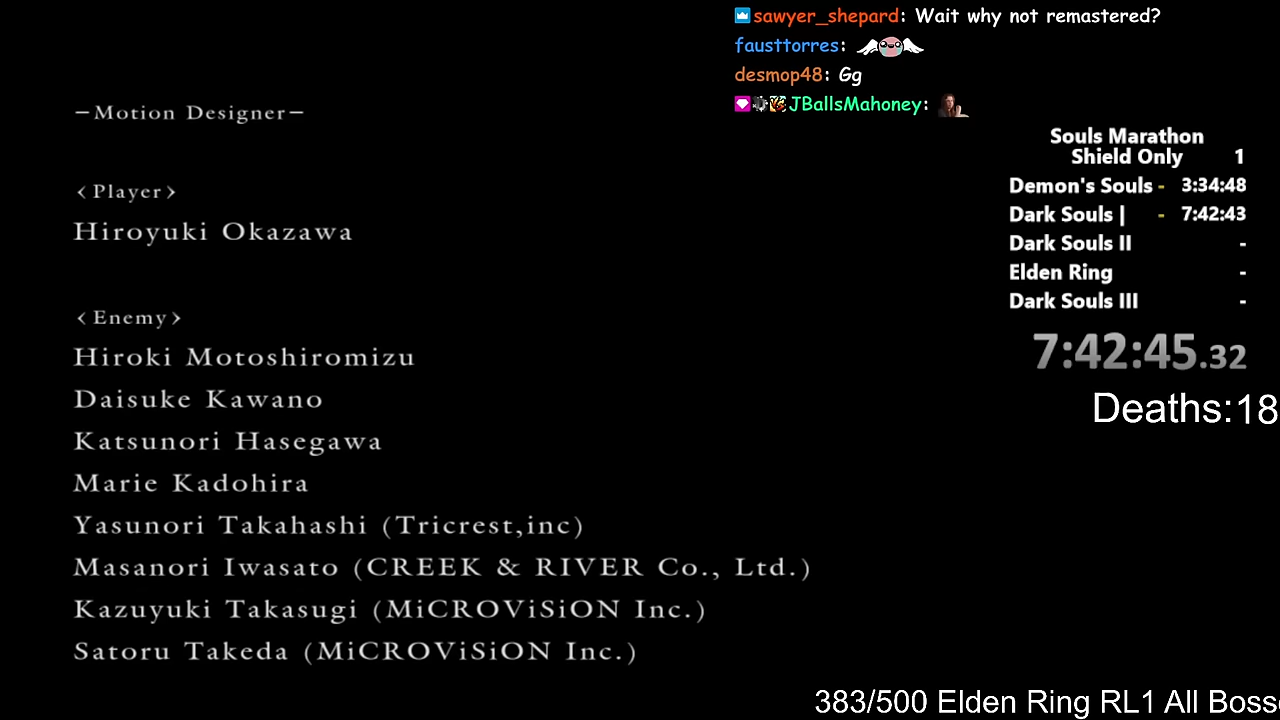 sawyer_shepard: Wait why not remastered?
fausttorres:
desmop48: Gg
JBallsMahoney:
—Motion Designer—
<Player>
Hiroyuki Okazawa
<Enemy>
Hiroki Motoshiromizu
Daisuke Kawano
Katsunori Hasegawa
Marie Kadohira
Yasunori Takahashi (Tricrest,inc)
Masanori Iwasato (CREEK & RIVER Co., Ltd.)
Kazuyuki Takasugi (MiCROViSiON Inc.)
Satoru Takeda (MiCROViSiON Inc.)
Souls Marathon
Shield Only 1
Demon's Souls - 3:34:48
Dark Souls | - 7:42:43
Dark Souls II -
Elden Ring -
Dark Souls III -
7:42:45.32
Deaths:18
383/500 Elden Ring RL1 All Boss